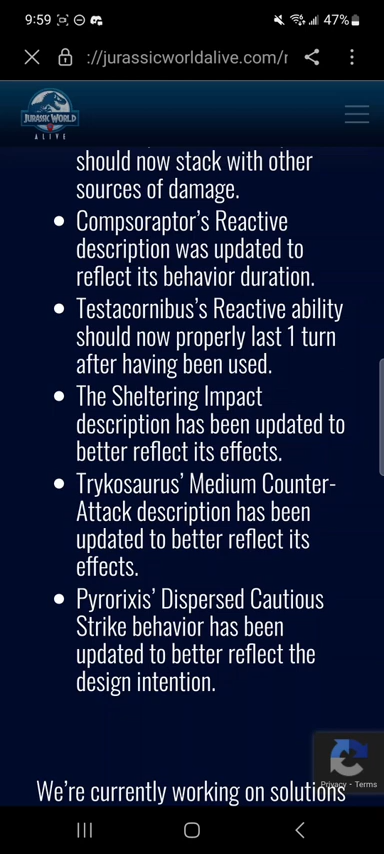 9:59
47%
://jurassicworldalive.com/r
JURASSIC WORLD
ALIVE
should now stack with other
sources of damage.
• Compsoraptor's Reactive
description was updated to
reflect its behavior duration.
• Testacornibus's Reactive ability
should now properly last 1 turn
after having been used.
• The Sheltering Impact
description has been updated to
better reflect its effects.
• Trykosaurus' Medium Counter-
Attack description has been
updated to better reflect its
effects.
• Pyrorixis' Dispersed Cautious
Strike behavior has been
updated to better reflect the
design intention.
Privacy - Terms
We're currently working on solutions